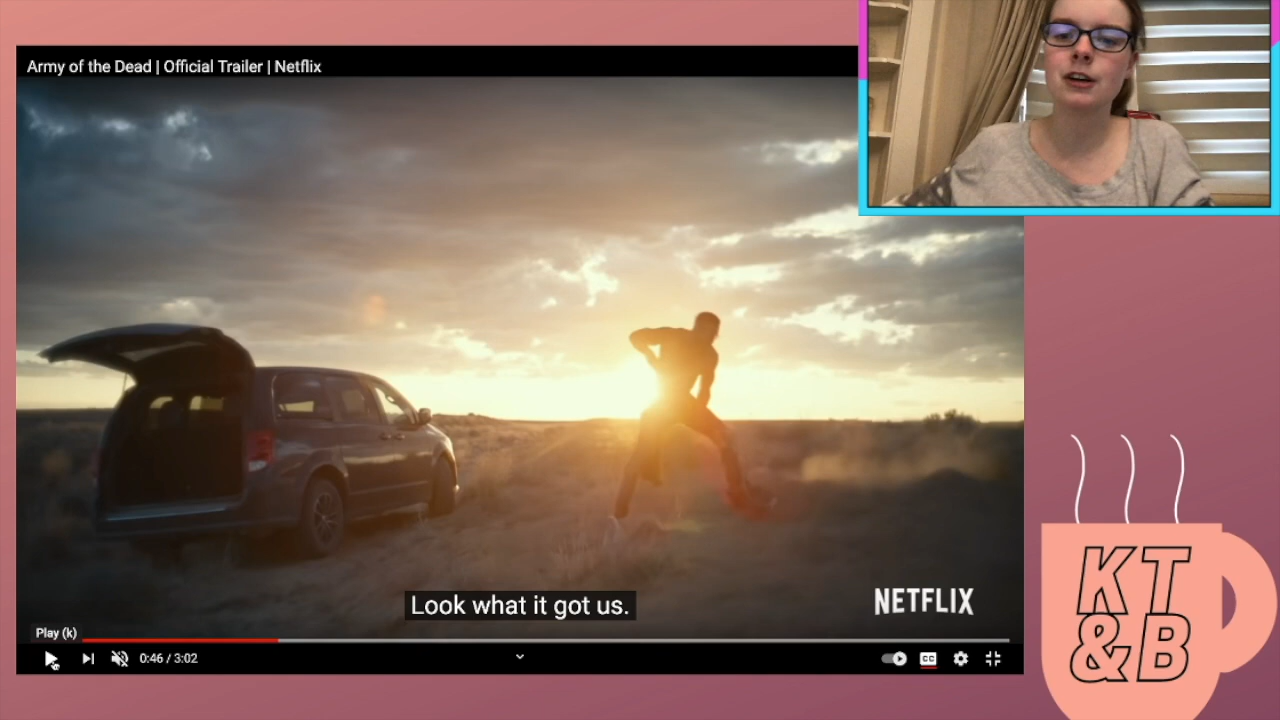 Army of the Dead | Official Trailer | Netflix
Look what it got us.
NETFLIX
Play (k)
0:46 / 3:02
CC
KT
&B